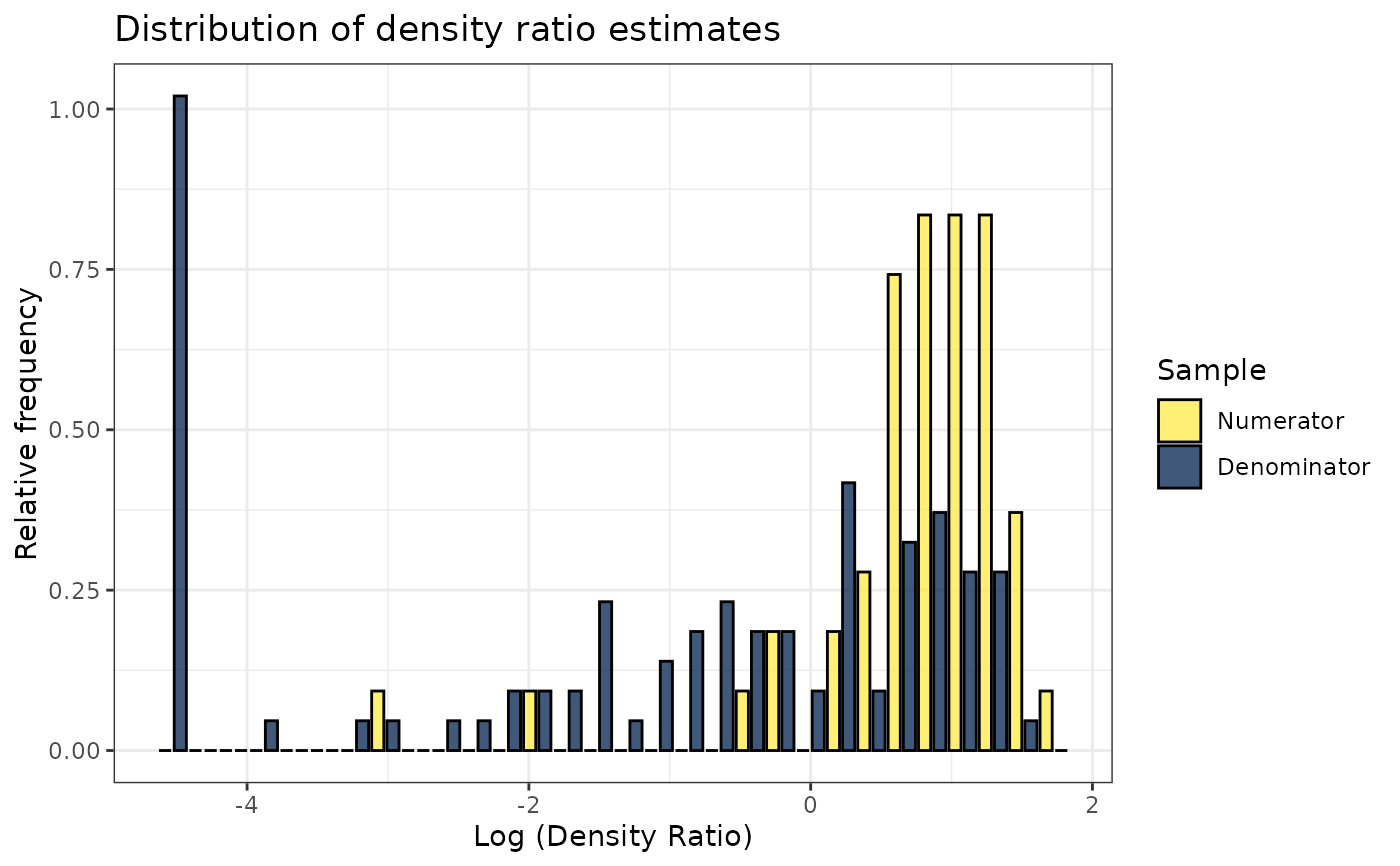 Distribution of density ratio estimates
1.00
0.75
0.50
0.25
0.00
Relative frequency
-4
-2
0
2
Log (Density Ratio)
Sample
Numerator
Denominator